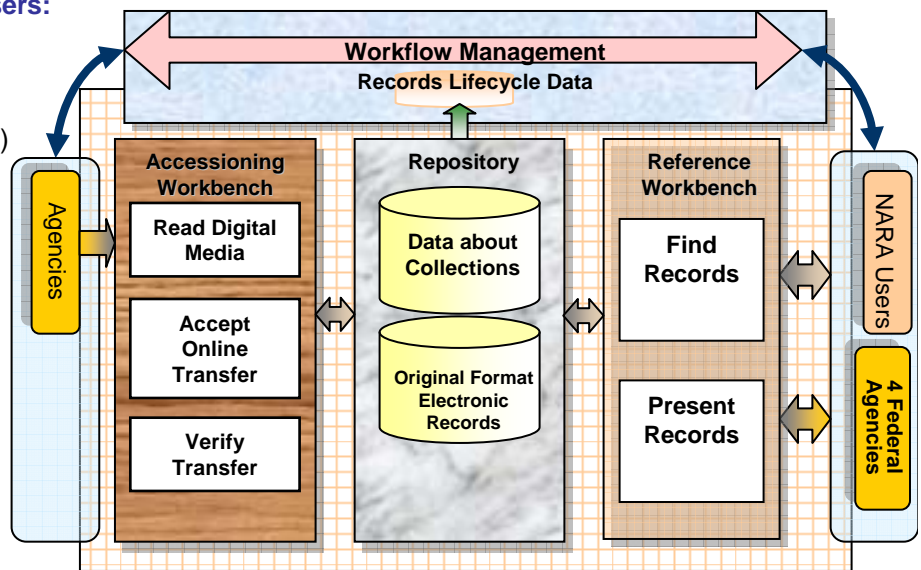 sers:
)
Workflow Management
Records Lifecycle Data
Agencies
Accessioning
Workbench
Read Digital
Media
Accept
Online
Transfer
Verify
Transfer
Repository
Data about
Collections
Original Format
Electronic
Records
Reference
Workbench
Find
Records
Present
Records
NARA Users
4 Federal
Agencies